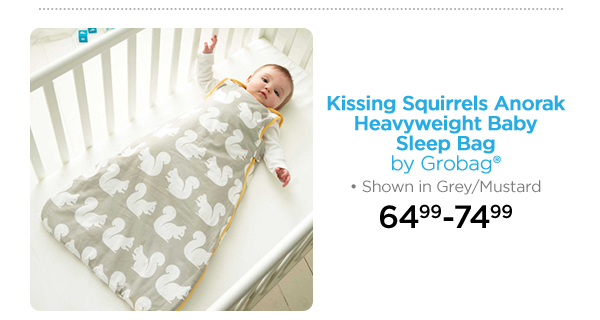 Kissing Squirrels Anorak
Heavyweight Baby
Sleep Bag
by Grobag®
• Shown in Grey/Mustard
64⁹⁹-74⁹⁹